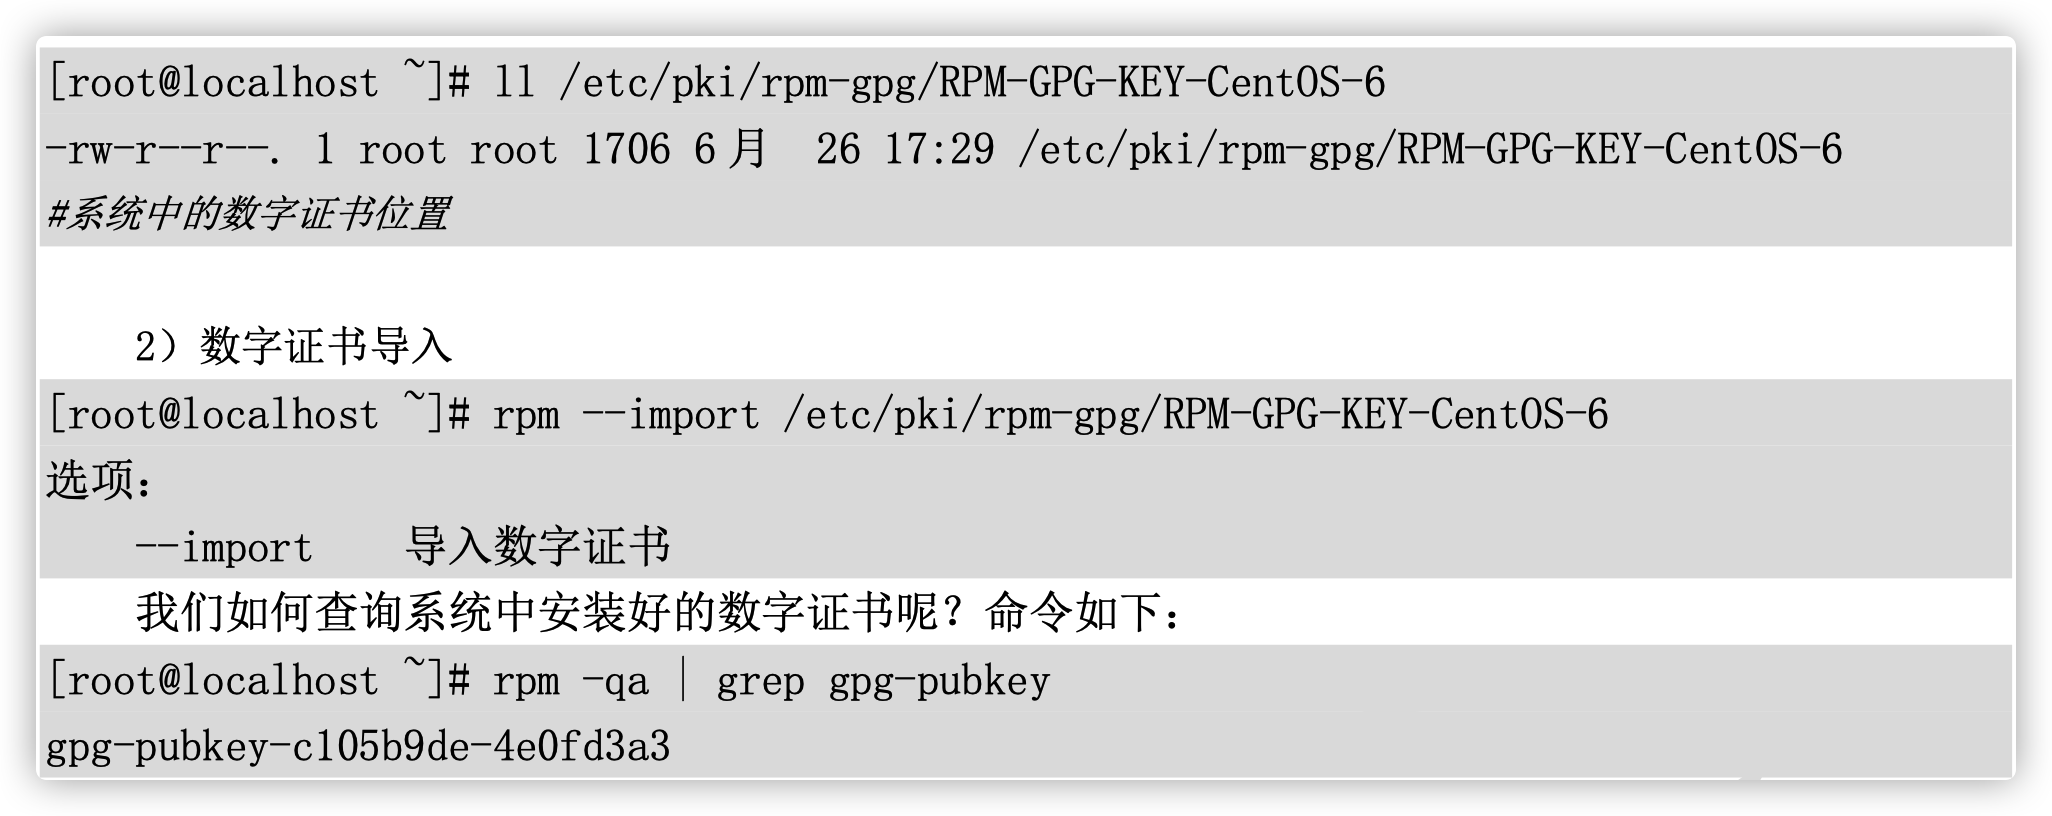 [root@localhost ~]# ll /etc/pki/rpm-gpg/RPM-GPG-KEY-CentOS-6
-rw-r--r--. 1 root root 1706 6月  26 17:29 /etc/pki/rpm-gpg/RPM-GPG-KEY-CentOS-6
#系统中的数字证书位置
2）数字证书导入
[root@localhost ~]# rpm --import /etc/pki/rpm-gpg/RPM-GPG-KEY-CentOS-6
选项：
--import    导入数字证书
我们如何查询系统中安装好的数字证书呢？命令如下：
[root@localhost ~]# rpm -qa | grep gpg-pubkey
gpg-pubkey-c105b9de-4e0fd3a3